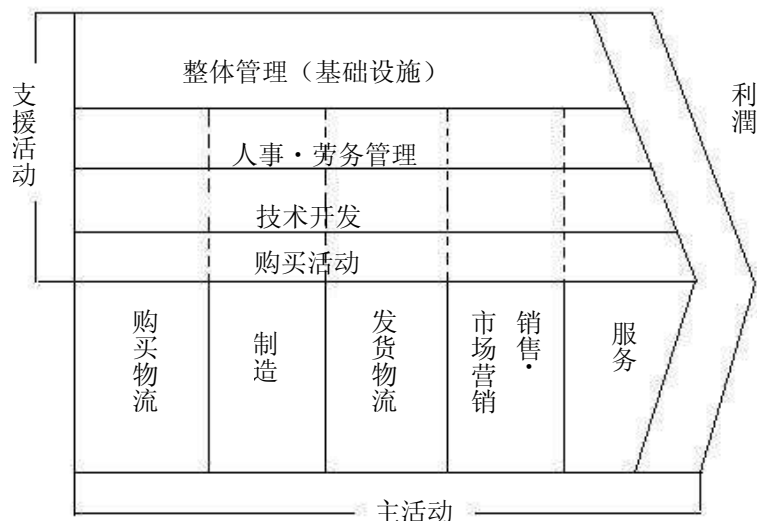 整体管理（基础设施）
支援活动
利潤
人事・劳务管理
技术开发
购买活动
购买物流
制造
发货物流
销售・
市场营销
服务
主活动